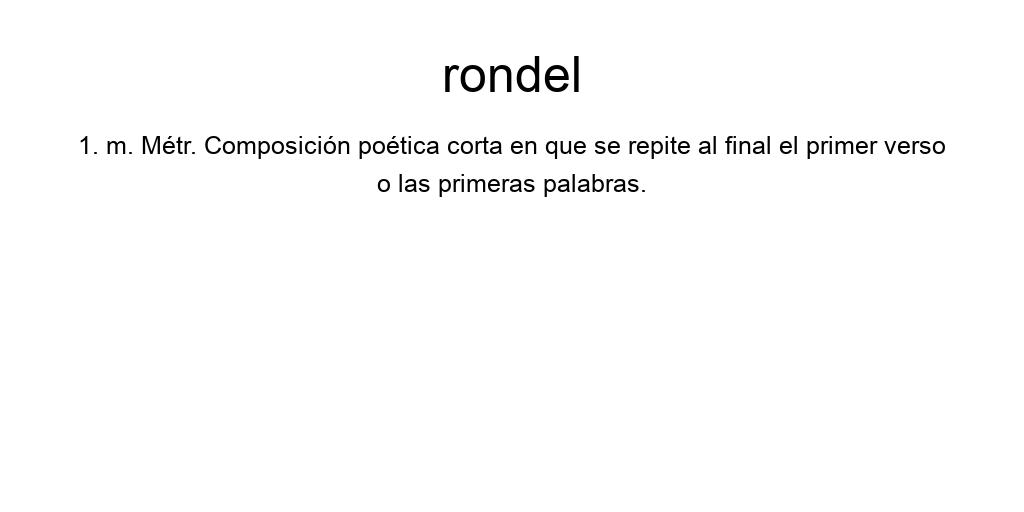 rondel
1. m. Métr. Composición poética corta en que se repite al final el primer verso
o las primeras palabras.